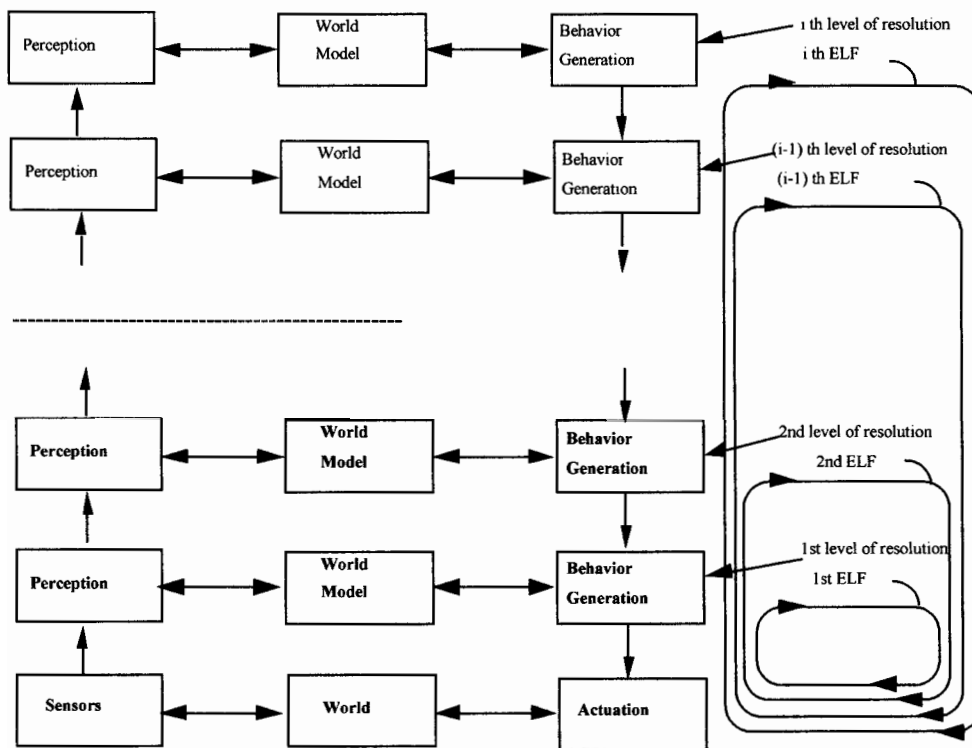 Perception
World
Model
Behavior
Generation
ı th level of resolution
i th ELF
Perception
World
Model
Behavior
Generation
(i-1) th level of resolution
(i-1) th ELF
Perception
World
Model
Behavior
Generation
2nd level of resolution
2nd ELF
Perception
World
Model
Behavior
Generation
1st level of resolution
1st ELF
Sensors
World
Actuation